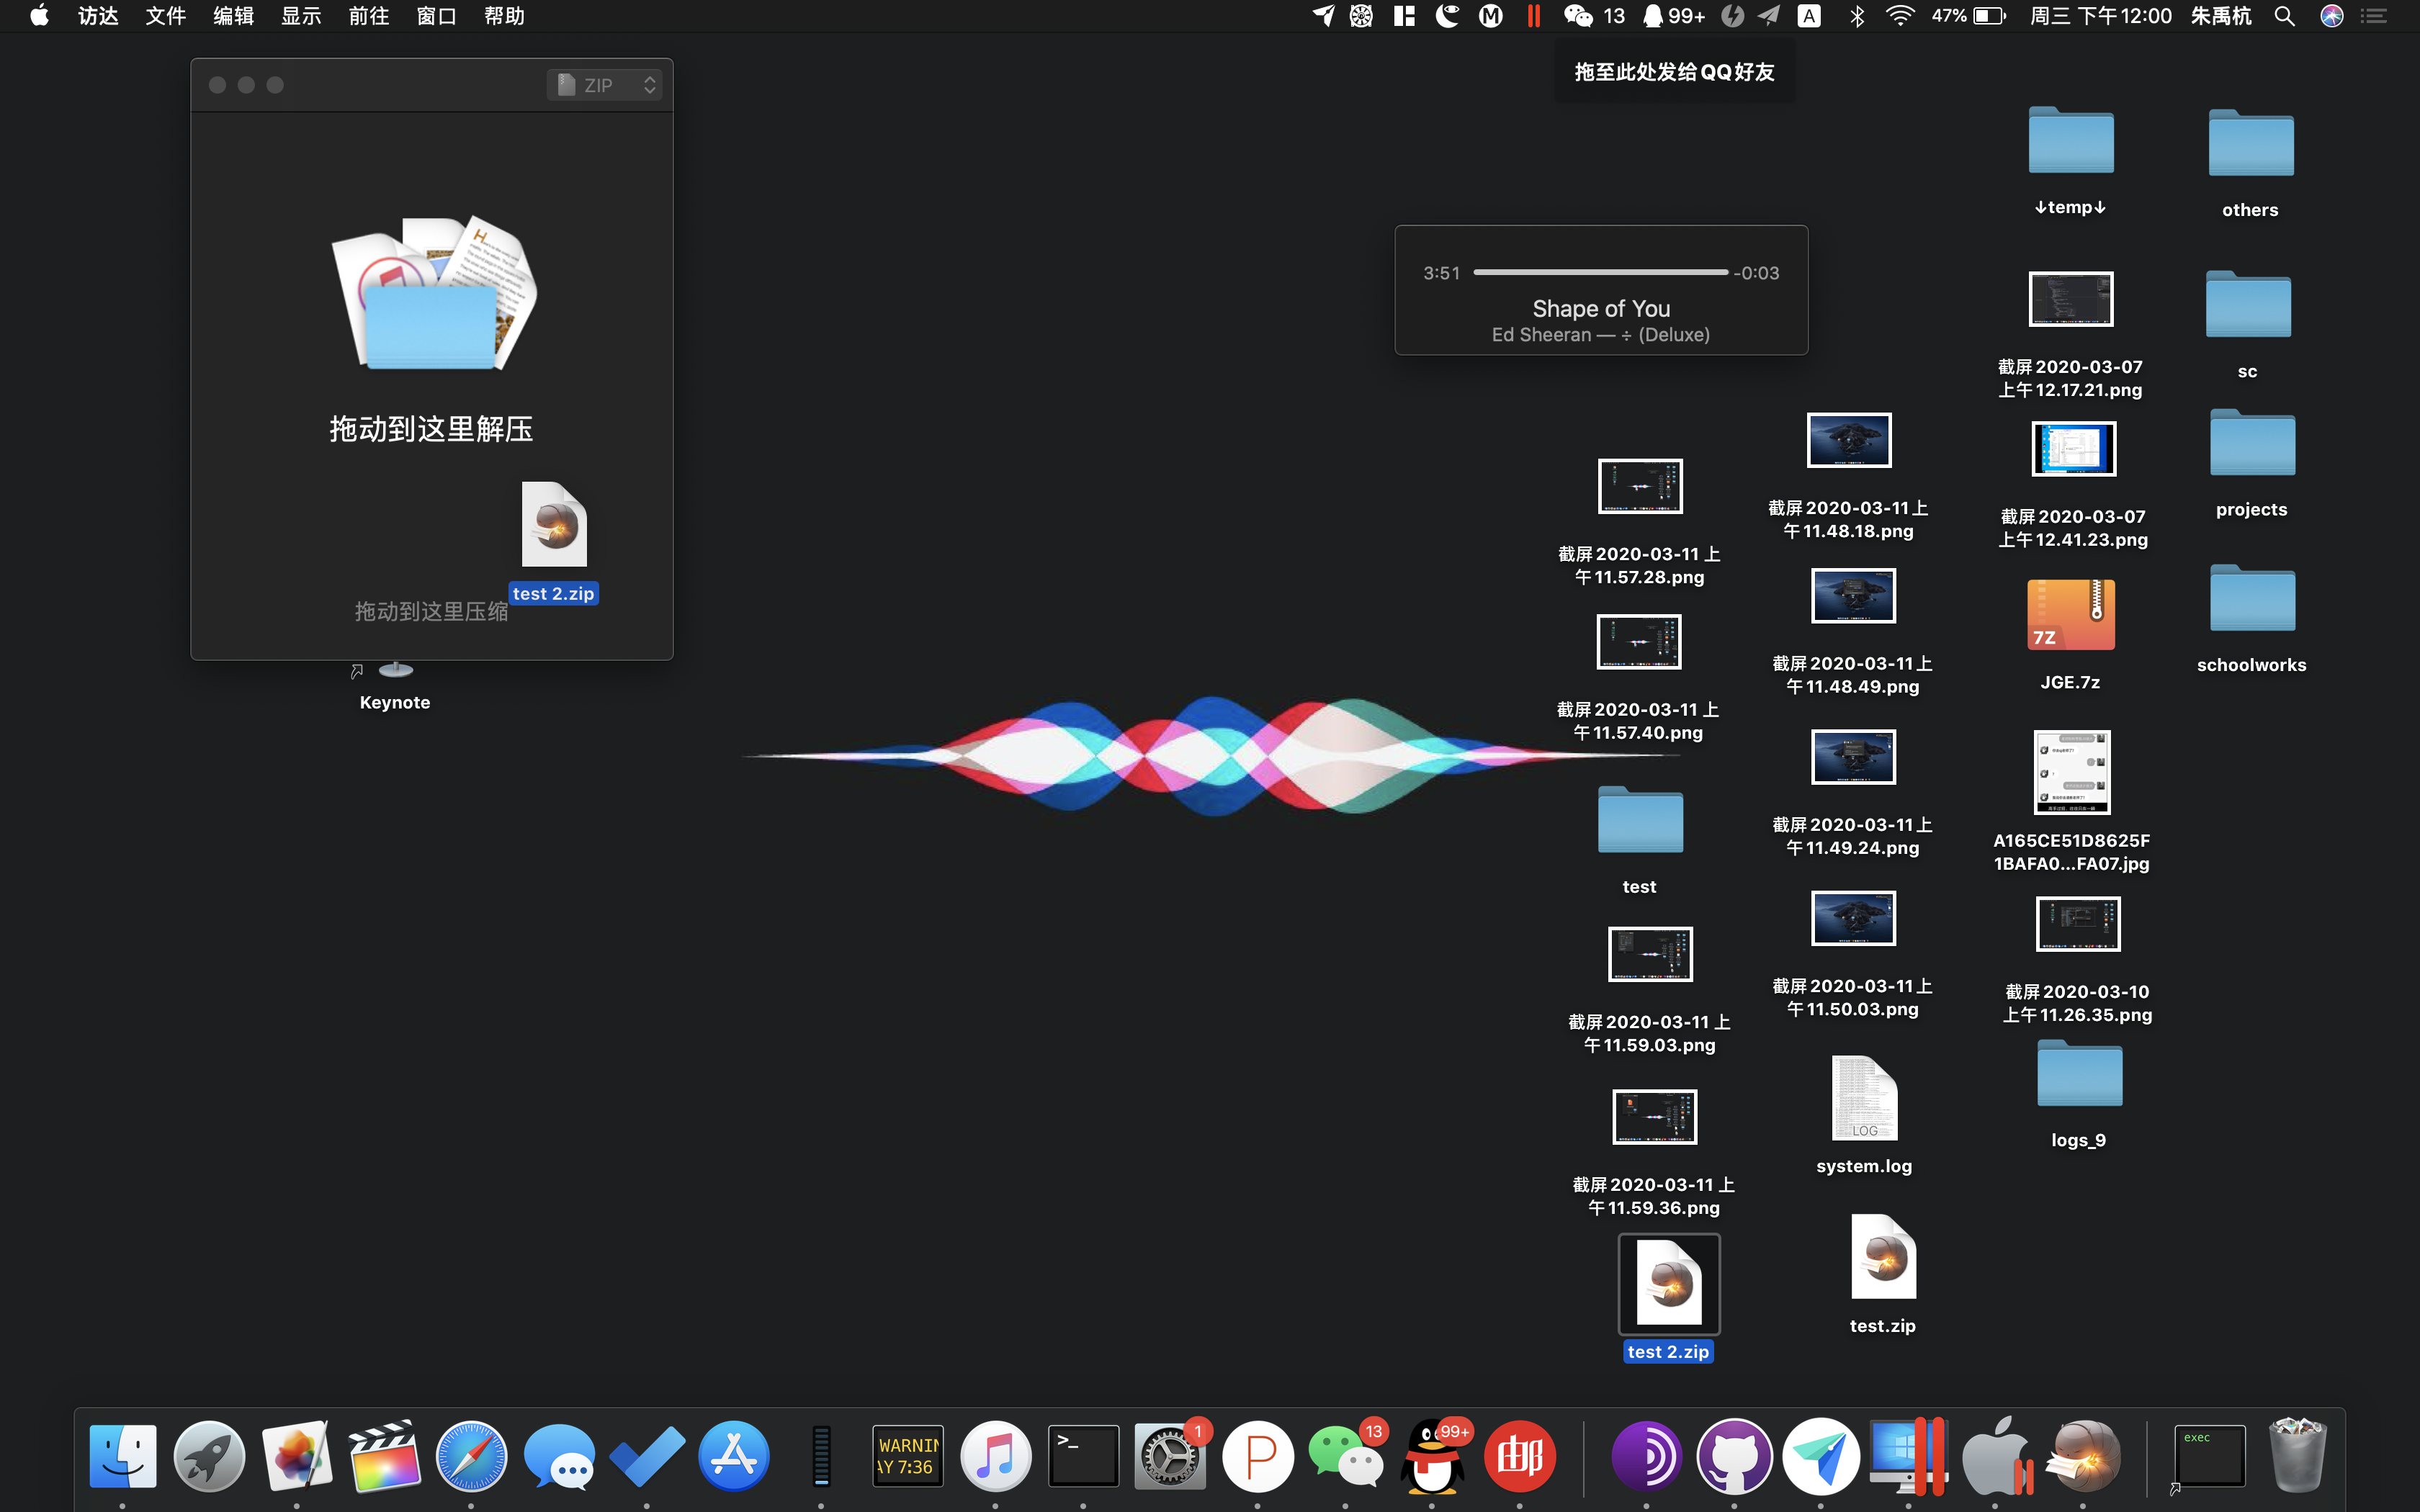 访达 文件 编辑 显示 前往 窗口 帮助
13 99+ A 47% 周三 下午12:00 朱禹杭
ZIP
拖动到这里解压
test 2.zip
拖动到这里压缩
Keynote
拖至此处发给QQ好友
3:51 -0:03
Shape of You
Ed Sheeran — ÷ (Deluxe)
截屏2020-03-11 上
午11.57.28.png
截屏2020-03-11 上
午11.57.40.png
test
截屏2020-03-11 上
午11.59.03.png
截屏2020-03-11 上
午11.59.36.png
test 2.zip
截屏2020-03-11上
午11.48.18.png
截屏2020-03-11上
午11.48.49.png
截屏2020-03-11上
午11.49.24.png
截屏2020-03-11上
午11.50.03.png
LOG
system.log
test.zip
↓temp↓
截屏2020-03-07
上午12.17.21.png
截屏2020-03-07
上午12.41.23.png
7Z
JGE.7z
A165CE51D8625F
1BAFA0...FA07.jpg
截屏2020-03-10
上午11.26.35.png
logs_9
others
sc
projects
schoolworks
WARNIN
AY 7:36
>_
1
P
13
99+
邮
exec